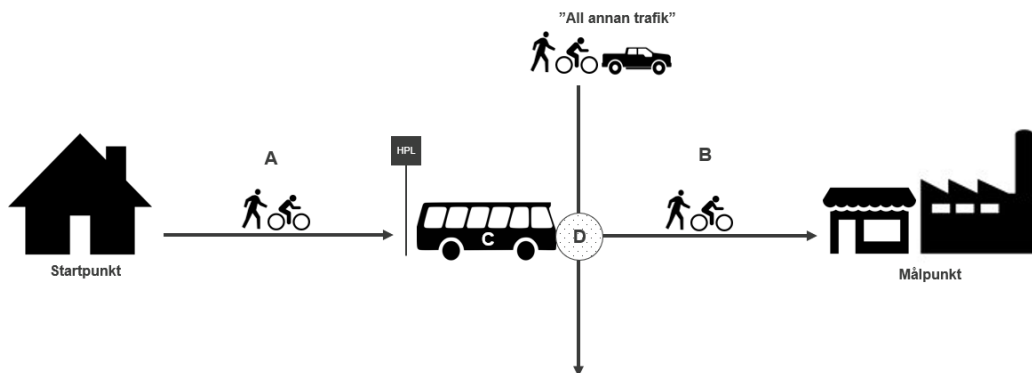 ”All annan trafik”
A
HPL
B
C
D
Startpunkt
Målpunkt